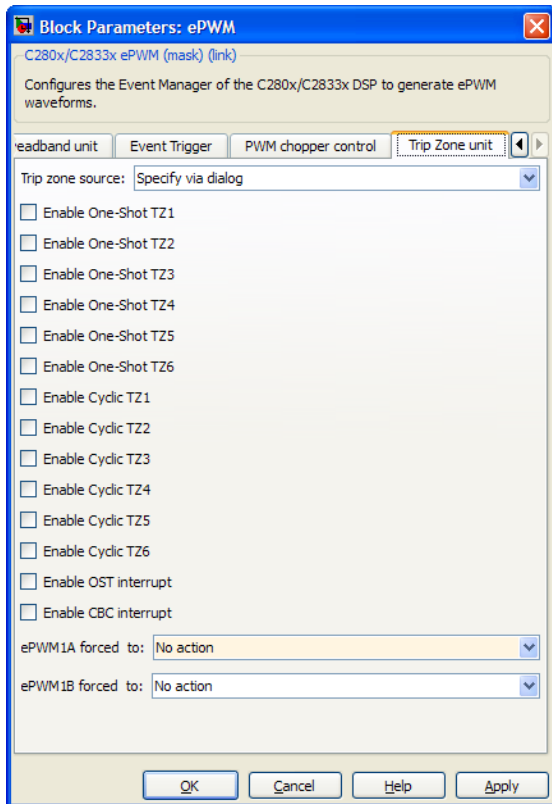 Block Parameters: ePWM
C280x/C2833x ePWM (mask) (link)
Configures the Event Manager of the C280x/C2833x DSP to generate ePWM
waveforms.
eadband unit Event Trigger PWM chopper control Trip Zone unit
Trip zone source: Specify via dialog
Enable One-Shot TZ1
Enable One-Shot TZ2
Enable One-Shot TZ3
Enable One-Shot TZ4
Enable One-Shot TZ5
Enable One-Shot TZ6
Enable Cyclic TZ1
Enable Cyclic TZ2
Enable Cyclic TZ3
Enable Cyclic TZ4
Enable Cyclic TZ5
Enable Cyclic TZ6
Enable OST interrupt
Enable CBC interrupt
ePWM1A forced to: No action
ePWM1B forced to: No action
OK Cancel Help Apply